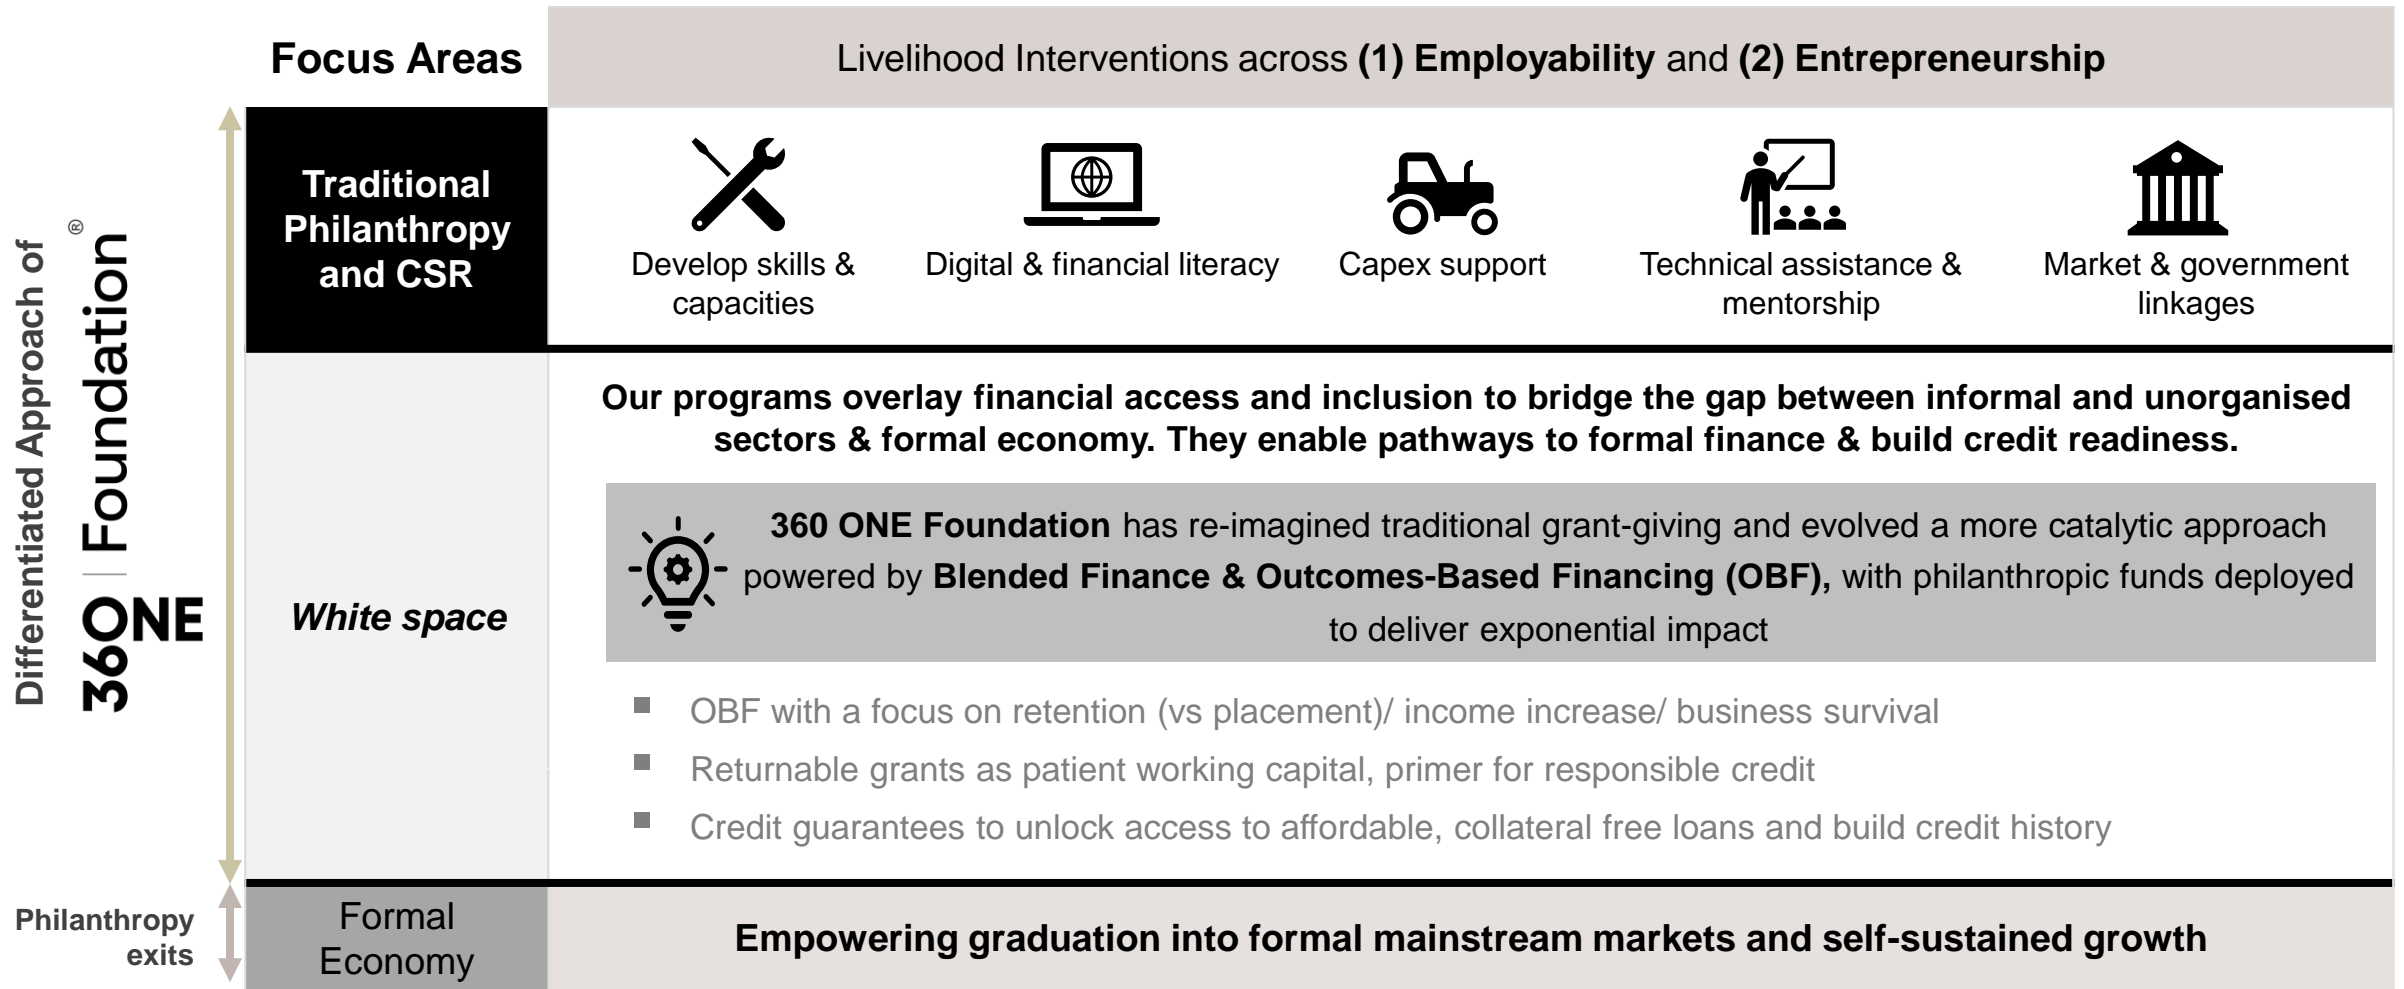 Focus Areas
Livelihood Interventions across (1) Employability and (2) Entrepreneurship
Differentiated Approach of
360NE | Foundation®
Traditional
Philanthropy
and CSR
Develop skills &
capacities
Digital & financial literacy
Capex support
Technical assistance &
mentorship
Market & government
linkages
White space
Our programs overlay financial access and inclusion to bridge the gap between informal and unorganised
sectors & formal economy. They enable pathways to formal finance & build credit readiness.
360 ONE Foundation has re-imagined traditional grant-giving and evolved a more catalytic approach
powered by Blended Finance & Outcomes-Based Financing (OBF), with philanthropic funds deployed
to deliver exponential impact
■ OBF with a focus on retention (vs placement)/ income increase/ business survival
■ Returnable grants as patient working capital, primer for responsible credit
■ Credit guarantees to unlock access to affordable, collateral free loans and build credit history
Philanthropy
exits
Formal
Economy
Empowering graduation into formal mainstream markets and self-sustained growth